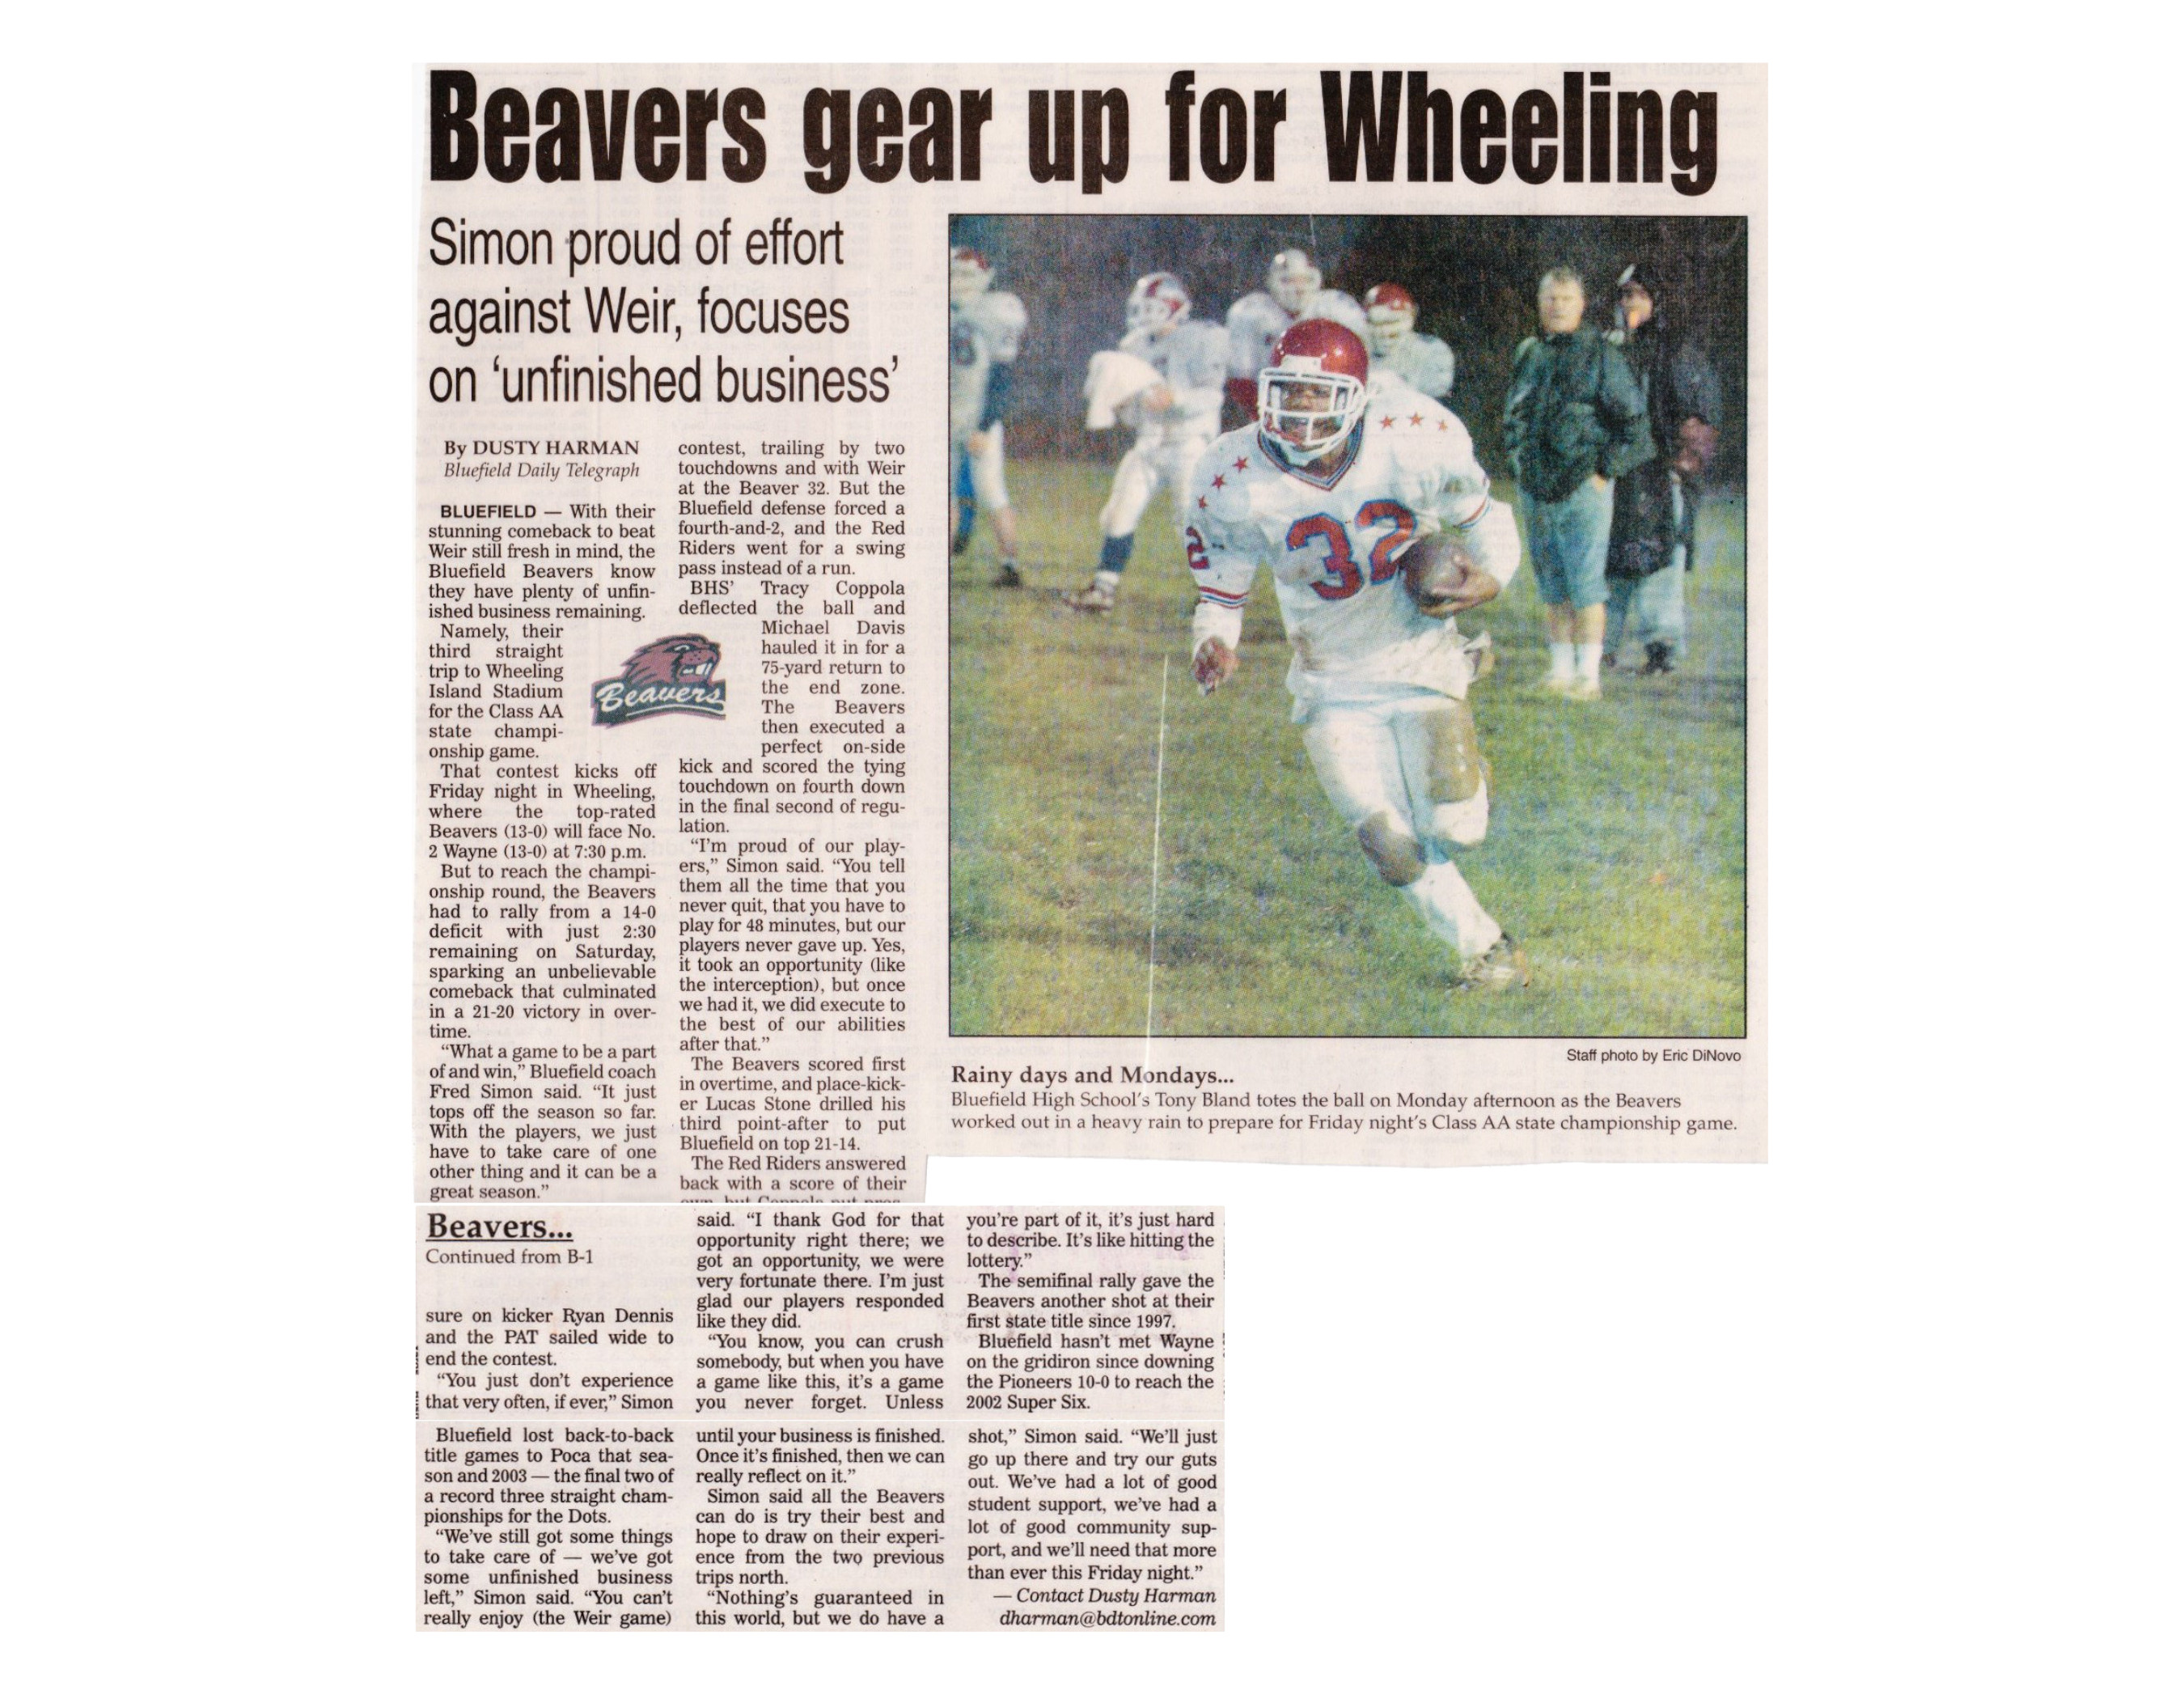 Beavers gear up for Wheeling
Simon proud of effort
against Weir, focuses
on ‘unfinished business’
By DUSTY HARMAN
Bluefield Daily Telegraph
BLUEFIELD — With their
stunning comeback to beat
Weir still fresh in mind, the
Bluefield Beavers know
they have plenty of unfin-
ished business remaining.
Namely, their
third straight
trip to Wheeling
Island Stadium
for the Class AA
state champi-
onship game.
That contest kicks off
Friday night in Wheeling,
where the top-rated
Beavers (13-0) will face No.
2 Wayne (13-0) at 7:30 p.m.
But to reach the champi-
onship round, the Beavers
had to rally from a 14-0
deficit with just 2:30
remaining on Saturday,
sparking an unbelievable
comeback that culminated
in a 21-20 victory in over-
time.
“What a game to be a part
of and win,” Bluefield coach
Fred Simon said. “It just
tops off the season so far.
With the players, we just
have to take care of one
other thing and it can be a
great season.”
Beavers
contest, trailing by two
touchdowns and with Weir
at the Beaver 32. But the
Bluefield defense forced a
fourth-and-2, and the Red
Riders went for a swing
pass instead of a run.
BHS’ Tracy Coppola
deflected the ball and
Michael Davis
hauled it in for a
75-yard return to
the end zone.
The Beavers
then executed a
perfect on-side
kick and scored the tying
touchdown on fourth down
in the final second of regu-
lation.
“I’m proud of our play-
ers,” Simon said. “You tell
them all the time that you
never quit, that you have to
play for 48 minutes, but our
players never gave up. Yes,
it took an opportunity (like
the interception), but once
we had it, we did execute to
the best of our abilities
after that.”
The Beavers scored first
in overtime, and place-kick-
er Lucas Stone drilled his
third point-after to put
Bluefield on top 21-14.
The Red Riders answered
back with a score of their
own, but Coppola put pres-
32
2
Staff photo by Eric DiNovo
Rainy days and Mondays...
Bluefield High School’s Tony Bland totes the ball on Monday afternoon as the Beavers
worked out in a heavy rain to prepare for Friday night’s Class AA state championship game.
Beavers...
Continued from B-1
sure on kicker Ryan Dennis
and the PAT sailed wide to
end the contest.
“You just don’t experience
that very often, if ever,” Simon
said. “I thank God for that
opportunity right there; we
got an opportunity, we were
very fortunate there. I’m just
glad our players responded
like they did.
“You know, you can crush
somebody, but when you have
a game like this, it’s a game
you never forget. Unless
you’re part of it, it’s just hard
to describe. It’s like hitting the
lottery.”
The semifinal rally gave the
Beavers another shot at their
first state title since 1997.
Bluefield hasn’t met Wayne
on the gridiron since downing
the Pioneers 10-0 to reach the
2002 Super Six.
Bluefield lost back-to-back
title games to Poca that sea-
son and 2003 — the final two of
a record three straight cham-
pionships for the Dots.
“We’ve still got some things
to take care of — we’ve got
some unfinished business
left,” Simon said. “You can’t
really enjoy (the Weir game)
until your business is finished.
Once it’s finished, then we can
really reflect on it.”
Simon said all the Beavers
can do is try their best and
hope to draw on their experi-
ence from the two previous
trips north.
“Nothing’s guaranteed in
this world, but we do have a
shot,” Simon said. “We’ll just
go up there and try our guts
out. We’ve had a lot of good
student support, we’ve had a
lot of good community sup-
port, and we’ll need that more
than ever this Friday night.”
— Contact Dusty Harman
dharman@bdtonline.com